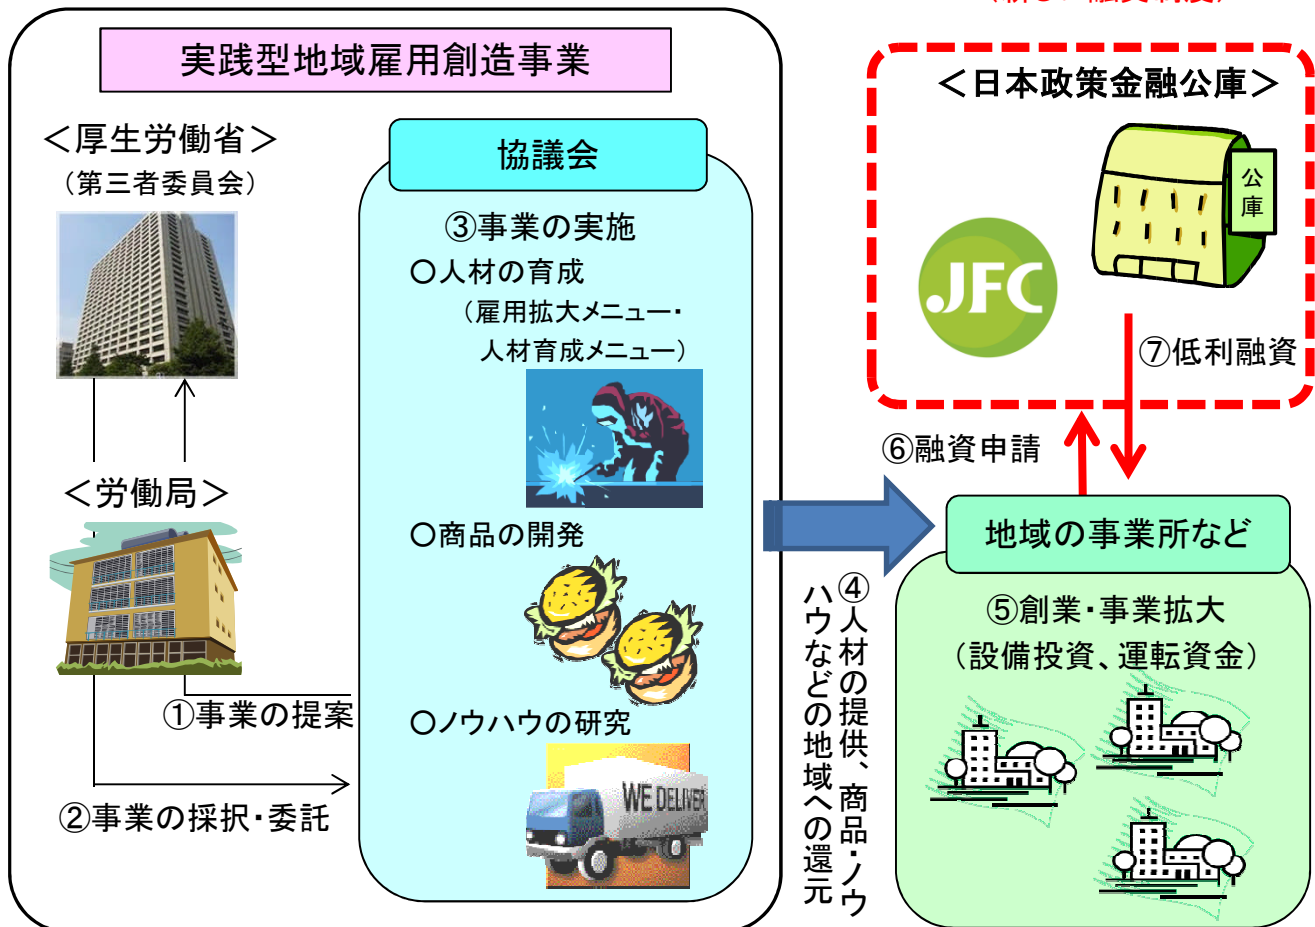 実践型地域雇用創造事業
＜厚生労働省＞
（第三者委員会）
＜労働局＞
①事業の提案
②事業の採択・委託
協議会
③事業の実施
○人材の育成
（雇用拡大メニュー・
人材育成メニュー）
○商品の開発
○ノウハウの研究
WE DELIVER
④人材の提供、商品・ノウ
ハウなどの地域への還元
＜日本政策金融公庫＞
公
庫
JFC
⑦低利融資
⑥融資申請
地域の事業所など
⑤創業・事業拡大
（設備投資、運転資金）